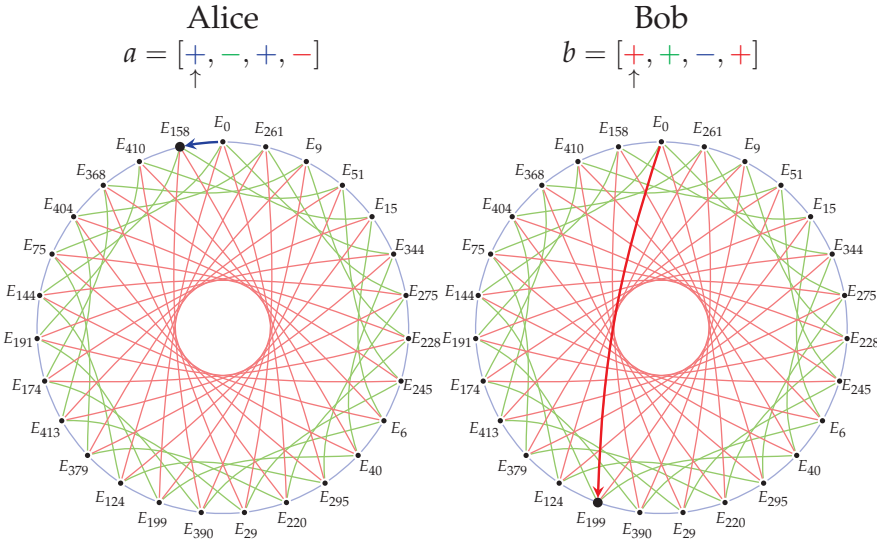 Alice Bob
a = [+, −, +, −] b = [+, +, −, +]
↑ ↑
E158 E0 E261 E158 E0 E261
E410 E9 E410 E9
E368 E51 E368 E51
E404 E15 E404 E15
E75 E344 E75 E344
E144 E275 E144 E275
E191 E228 E191 E228
E174 E245 E174 E245
E413 E6 E413 E6
E379 E40 E379 E40
E124 E295 E124 E295
E199 E220 E199 E220
E390 E29 E390 E29